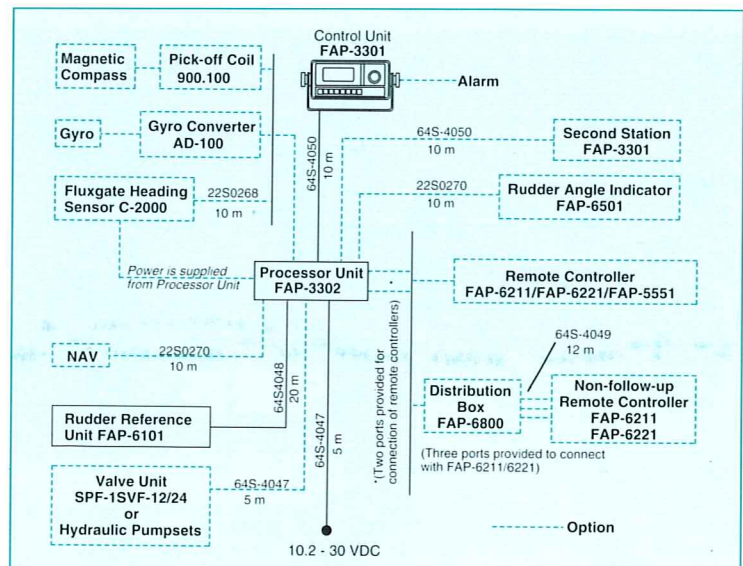 Control Unit
FAP-3301
Alarm
Magnetic
Compass
Pick-off Coil
900.100
Gyro
Gyro Converter
AD-100
Fluxgate Heading
Sensor C-2000
22S0268
10 m
64S-4050
10 m
64S-4050
10 m
Second Station
FAP-3301
22S0270
10 m
Rudder Angle Indicator
FAP-6501
Power is supplied
from Processor Unit
Processor Unit
FAP-3302
Remote Controller
FAP-6211/FAP-6221/FAP-5551
*(Two ports provided for
connection of remote controllers)
64S-4049
12 m
NAV
22S0270
10 m
64S4048
20 m
64S-4047
5 m
Distribution
Box
FAP-6800
Non-follow-up
Remote Controller
FAP-6211
FAP-6221
(Three ports provided to connect
with FAP-6211/6221)
Rudder Reference
Unit FAP-6101
Valve Unit
SPF-1SVF-12/24
or
Hydraulic Pumpsets
64S-4047
5 m
10.2 - 30 VDC
Option